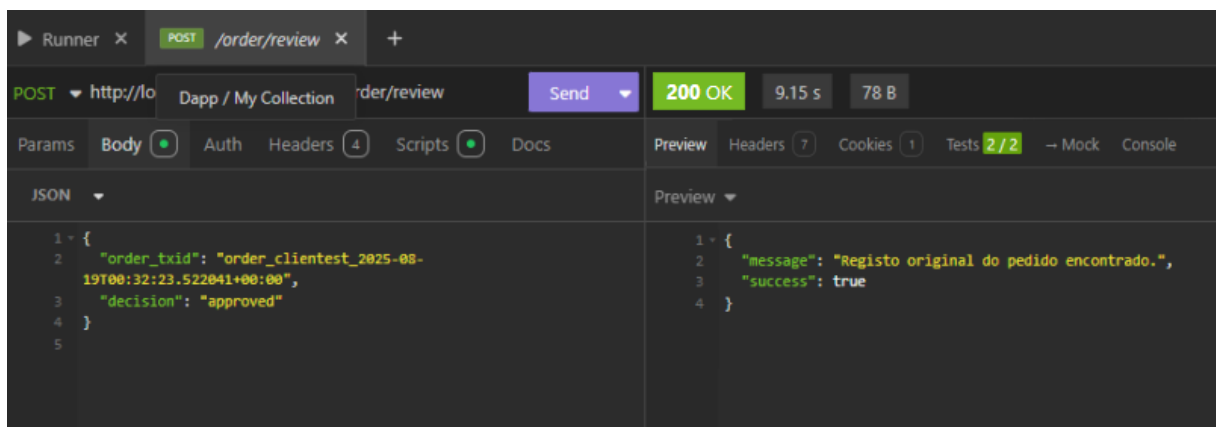 Runner × POST /order/review × +
POST http://lo Dapp / My Collection rder/review Send 200 OK 9.15 s 78 B
Params Body Auth Headers 4 Scripts Docs Preview Headers 7 Cookies 1 Tests 2 / 2 → Mock Console
JSON Preview
1 {
2 "order_txid": "order_clientest_2025-08-
19T00:32:23.522041+00:00",
3 "decision": "approved"
4 }
5
1 {
2 "message": "Registo original do pedido encontrado.",
3 "success": true
4 }